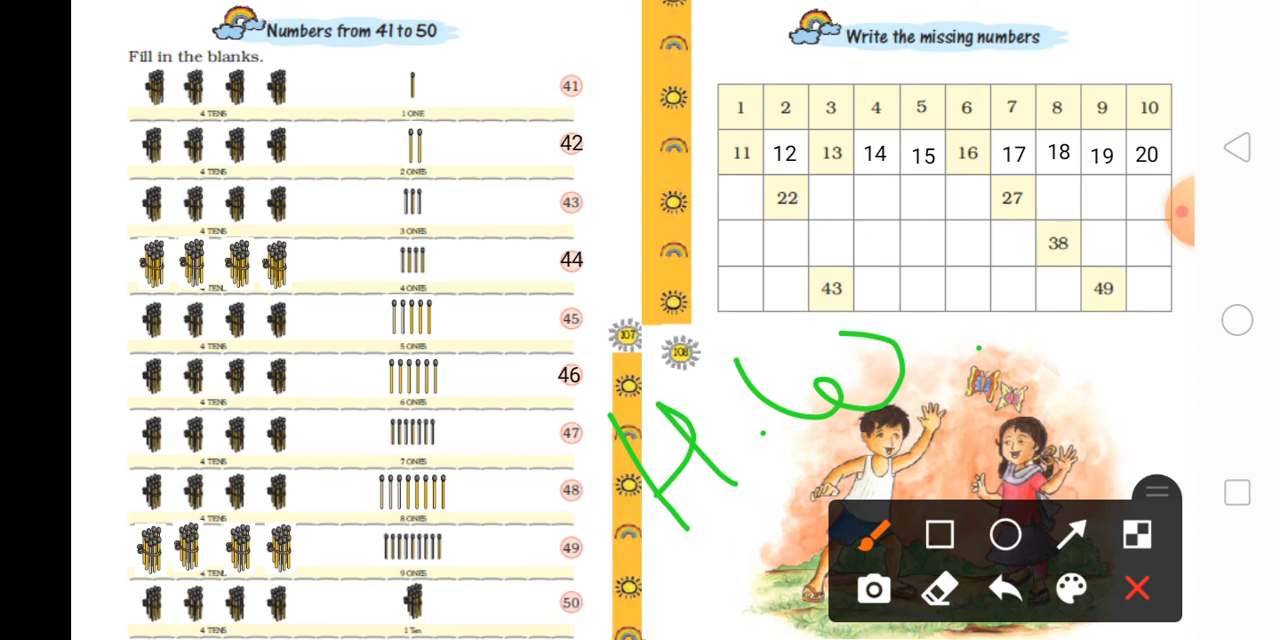 Numbers from 41 to 50
Fill in the blanks.
41
4 TENS 1 ONE
42
4 TENS 2 ONES
43
4 TENS 3 ONES
44
TENS 4 ONES
45
4 TENS 5 ONES
46
4 TENS 6 ONES
47
4 TENS 7 ONES
48
4 TENS 8 ONES
49
4 TENS 9 ONES
50
4 TENS 1 Ten
107
Write the missing numbers
1 2 3 4 5 6 7 8 9 10
11 12 13 14 15 16 17 18 19 20
22 27
38
43 49
108
H.W.